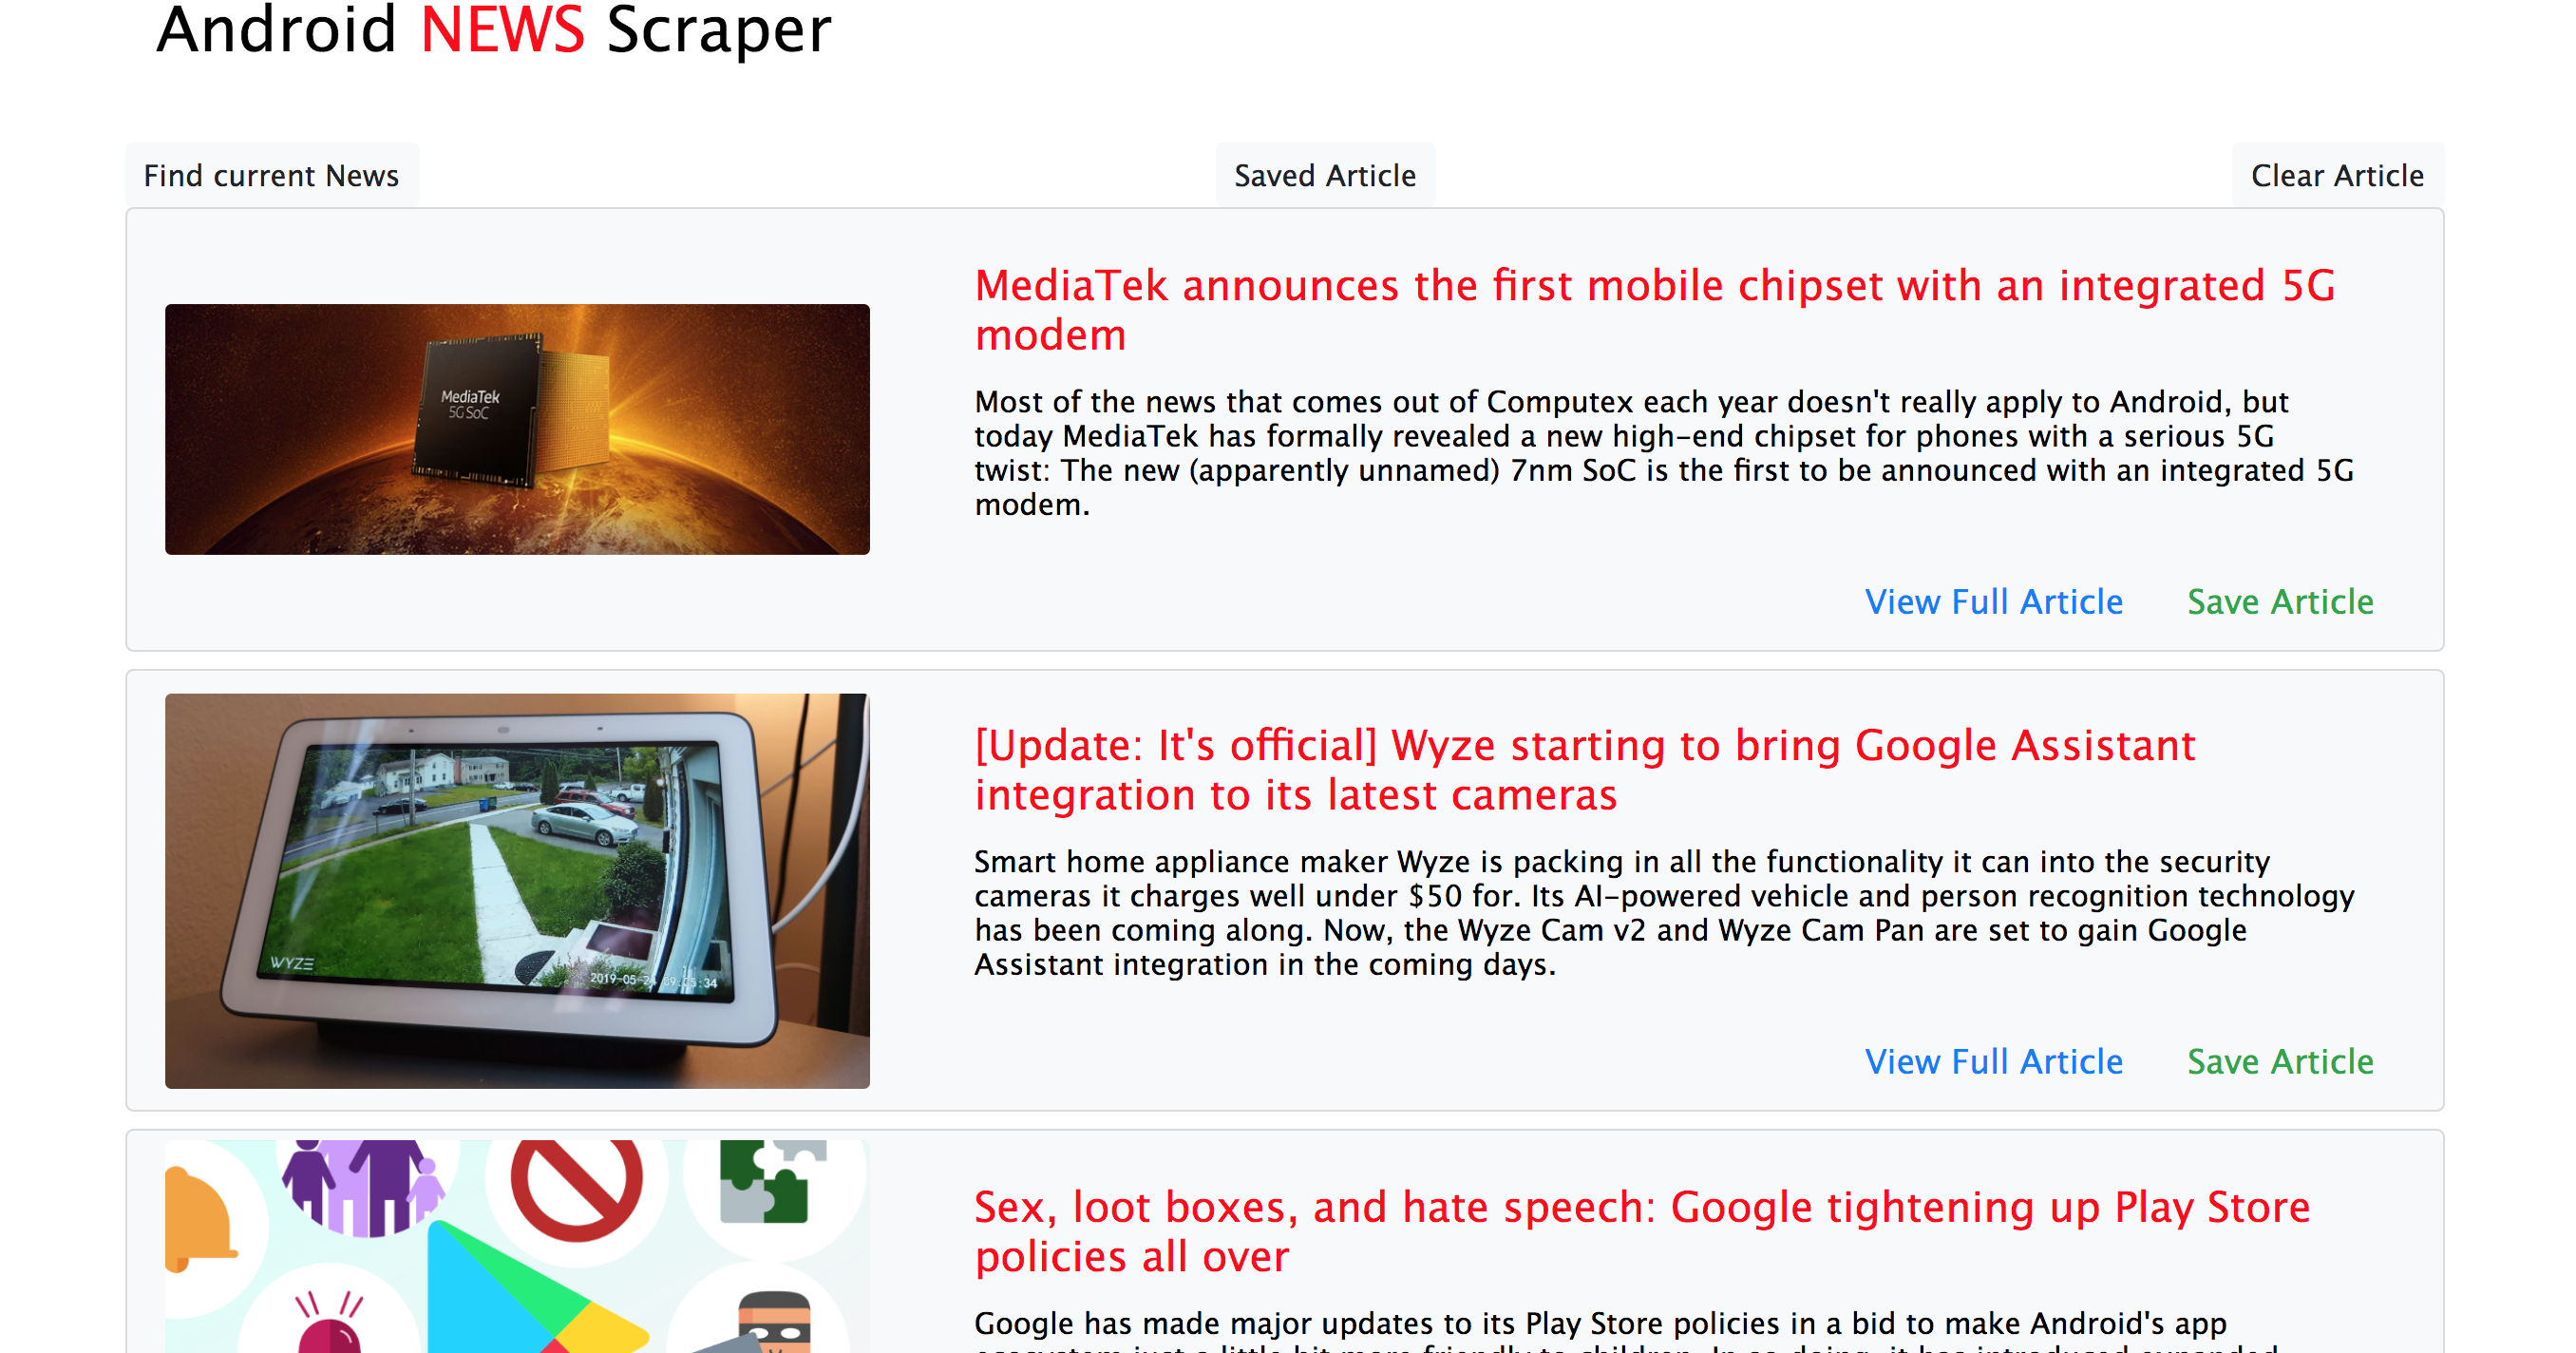 Android NEWS Scraper
Find current News
Saved Article
Clear Article
MediaTek
5G SoC
MediaTek announces the first mobile chipset with an integrated 5G
modem
Most of the news that comes out of Computex each year doesn't really apply to Android, but
today MediaTek has formally revealed a new high-end chipset for phones with a serious 5G
twist: The new (apparently unnamed) 7nm SoC is the first to be announced with an integrated 5G
modem.
View Full Article
Save Article
WYZE
[Update: It's official] Wyze starting to bring Google Assistant
integration to its latest cameras
Smart home appliance maker Wyze is packing in all the functionality it can into the security
cameras it charges well under $50 for. Its AI-powered vehicle and person recognition technology
has been coming along. Now, the Wyze Cam v2 and Wyze Cam Pan are set to gain Google
Assistant integration in the coming days.
View Full Article
Save Article
Sex, loot boxes, and hate speech: Google tightening up Play Store
policies all over
Google has made major updates to its Play Store policies in a bid to make Android's app